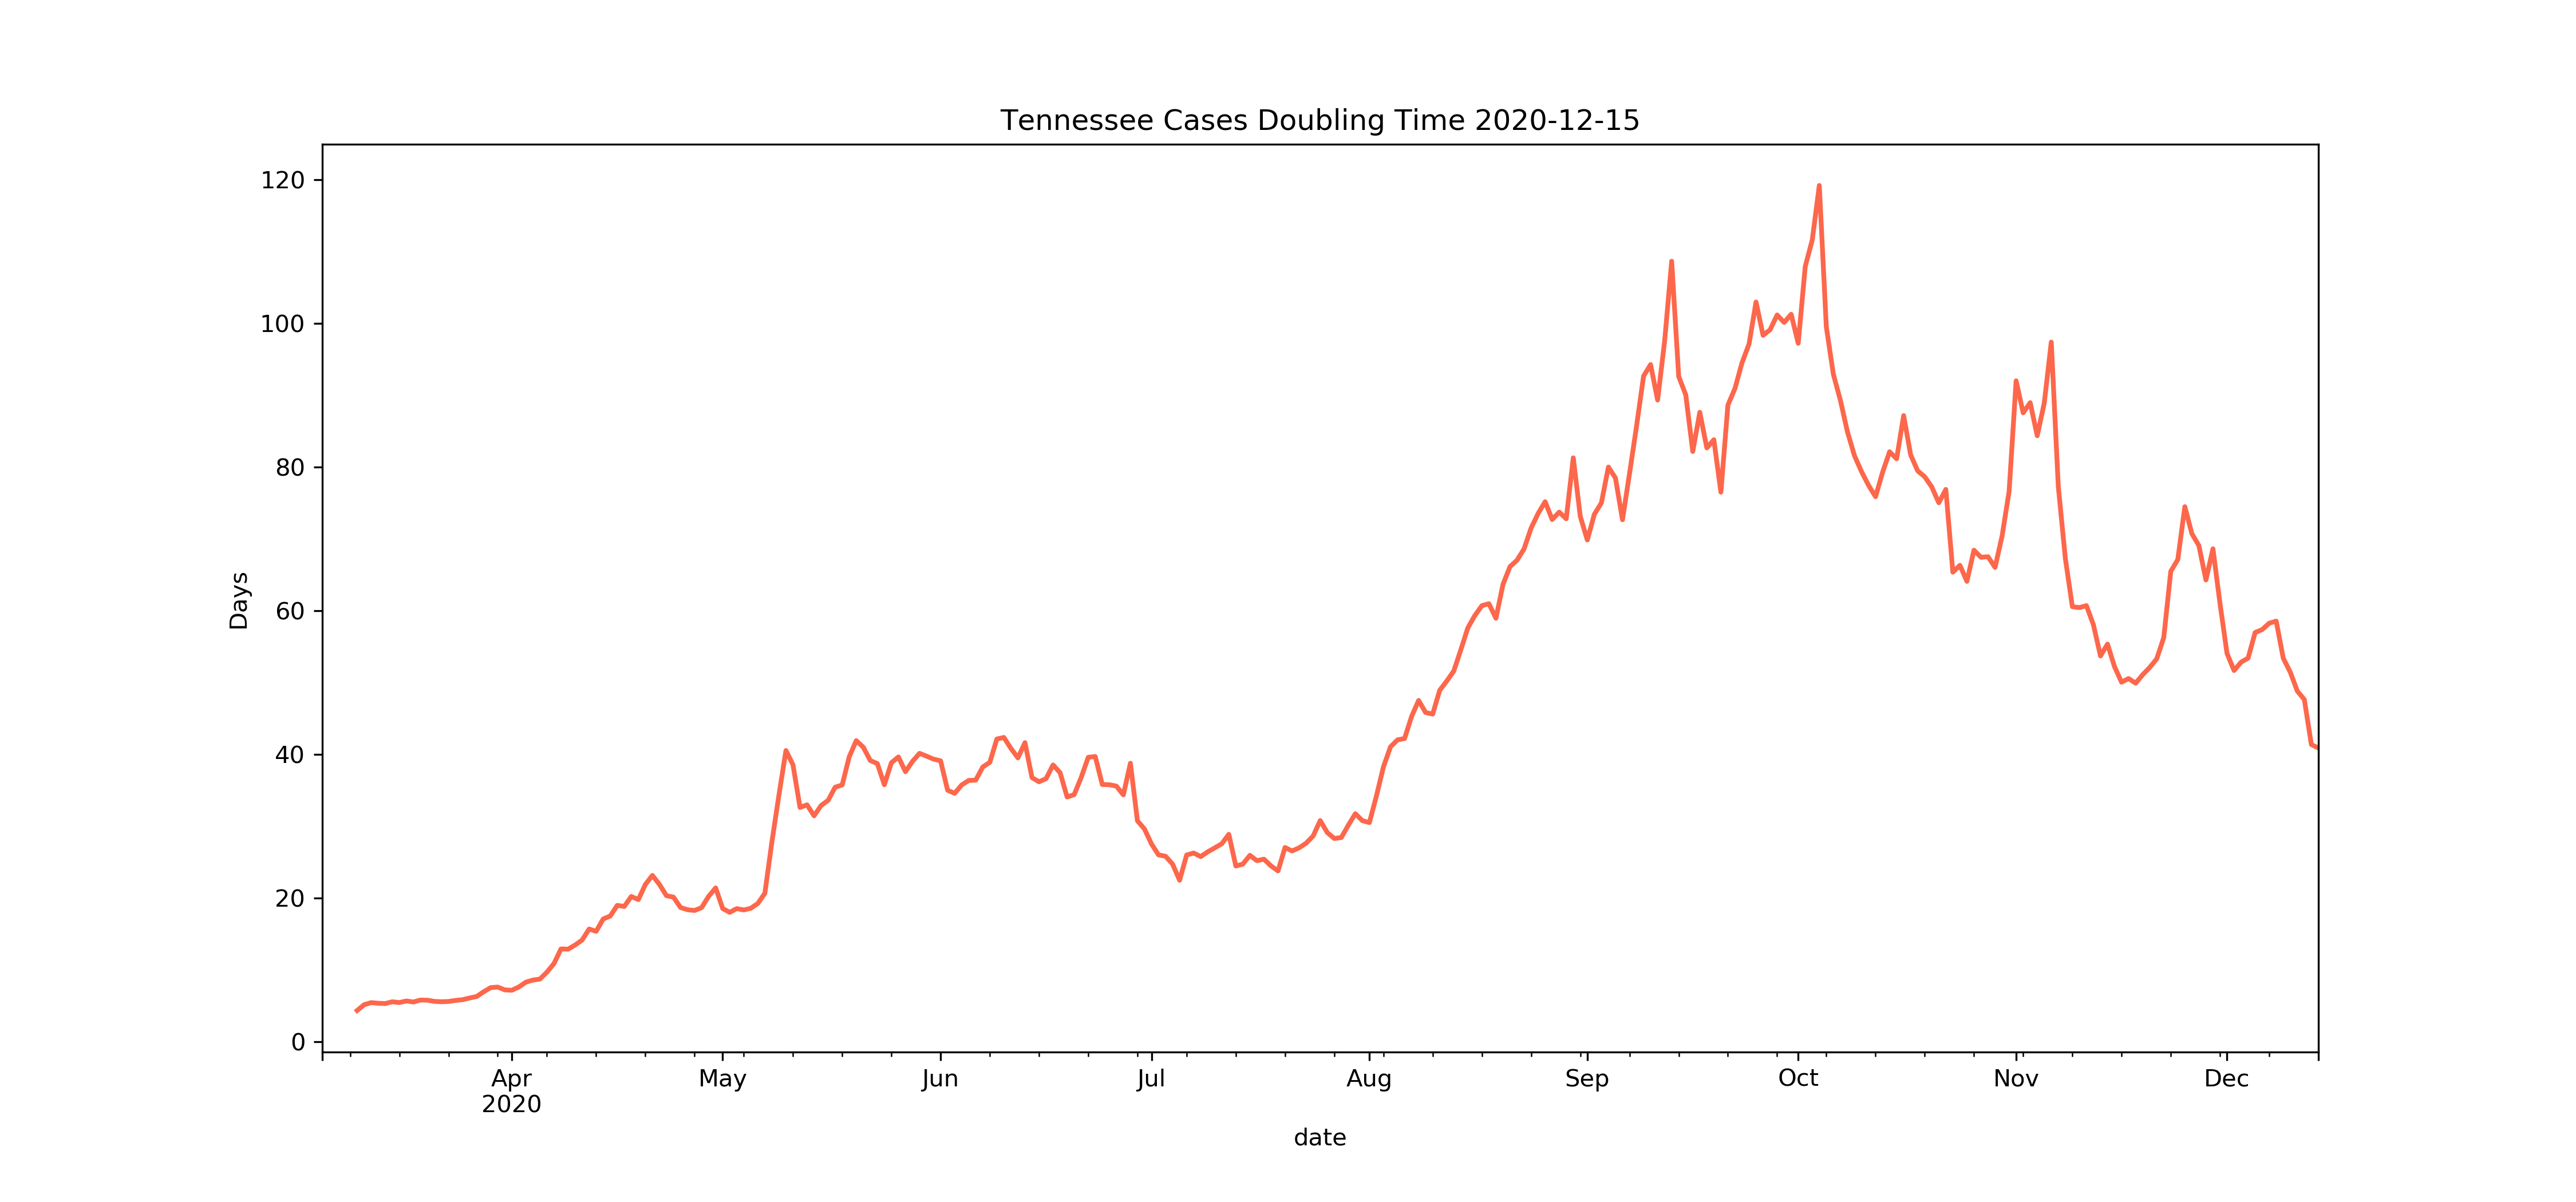 Tennessee Cases Doubling Time 2020-12-15
120
100
80
60
40
20
0
Days
Apr May Jun Jul Aug Sep Oct Nov Dec
2020
date